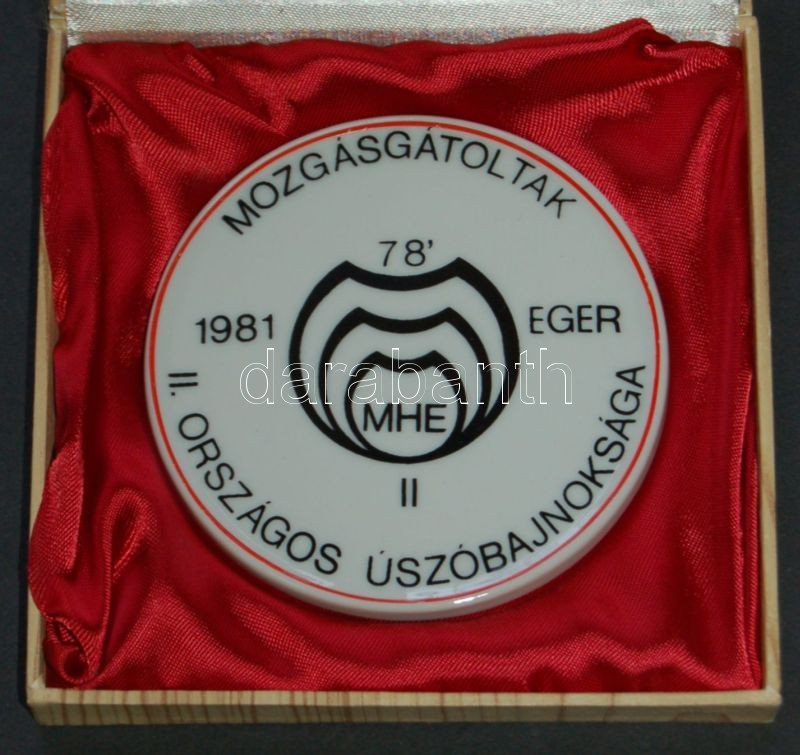 MOZGÁSGÁTOLTAK
78'
1981 EGER
MHE
II
II. ORSZÁGOS ÚSZÓBAJNOKSÁGA
darabanth